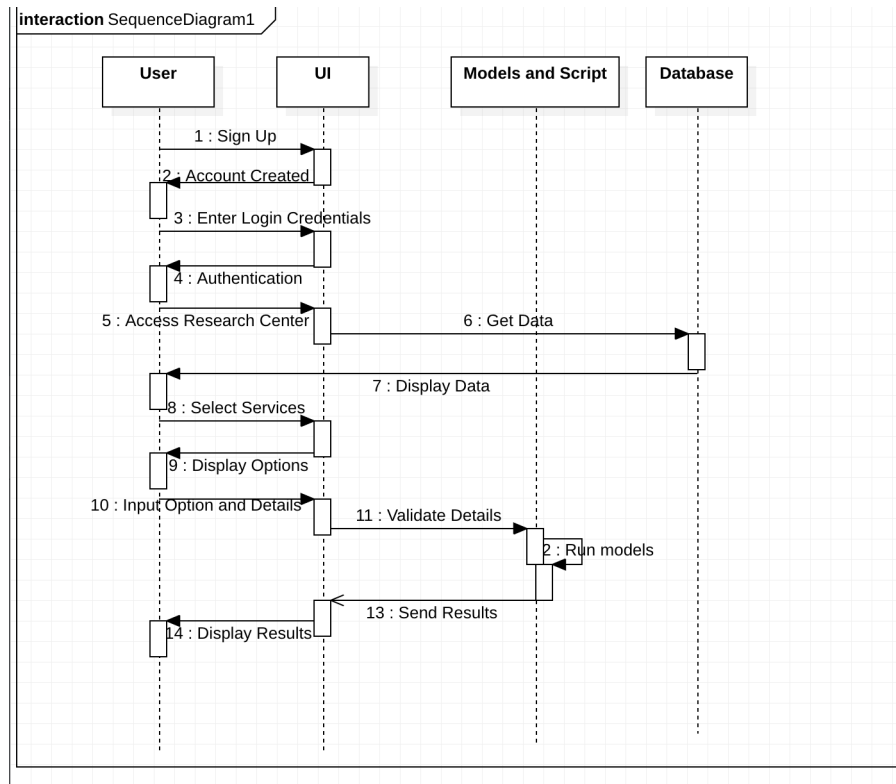 interaction SequenceDiagram1
User
UI
Models and Script
Database
1 : Sign Up
2 : Account Created
3 : Enter Login Credentials
4 : Authentication
5 : Access Research Center
6 : Get Data
7 : Display Data
8 : Select Services
9 : Display Options
10 : Input Option and Details
11 : Validate Details
2 : Run models
13 : Send Results
14 : Display Results